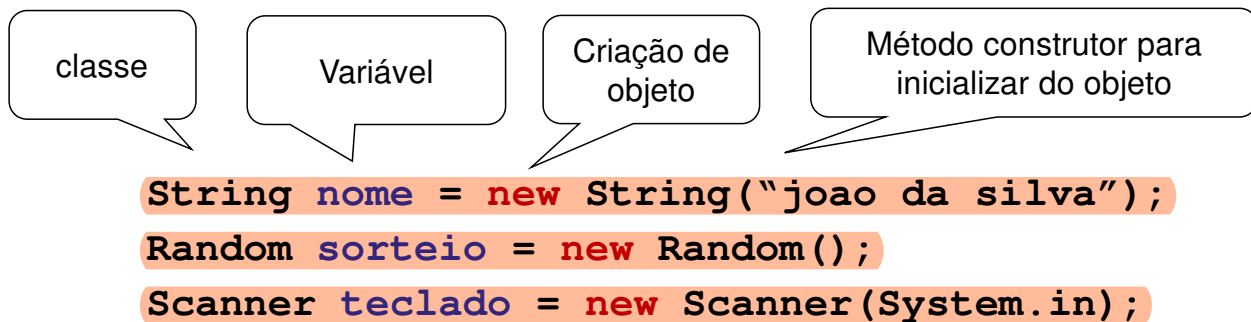 classe
Variável
Criação de
objeto
Método construtor para
inicializar do objeto
String nome = new String(“joao da silva”);
Random sorteio = new Random();
Scanner teclado = new Scanner(System.in);